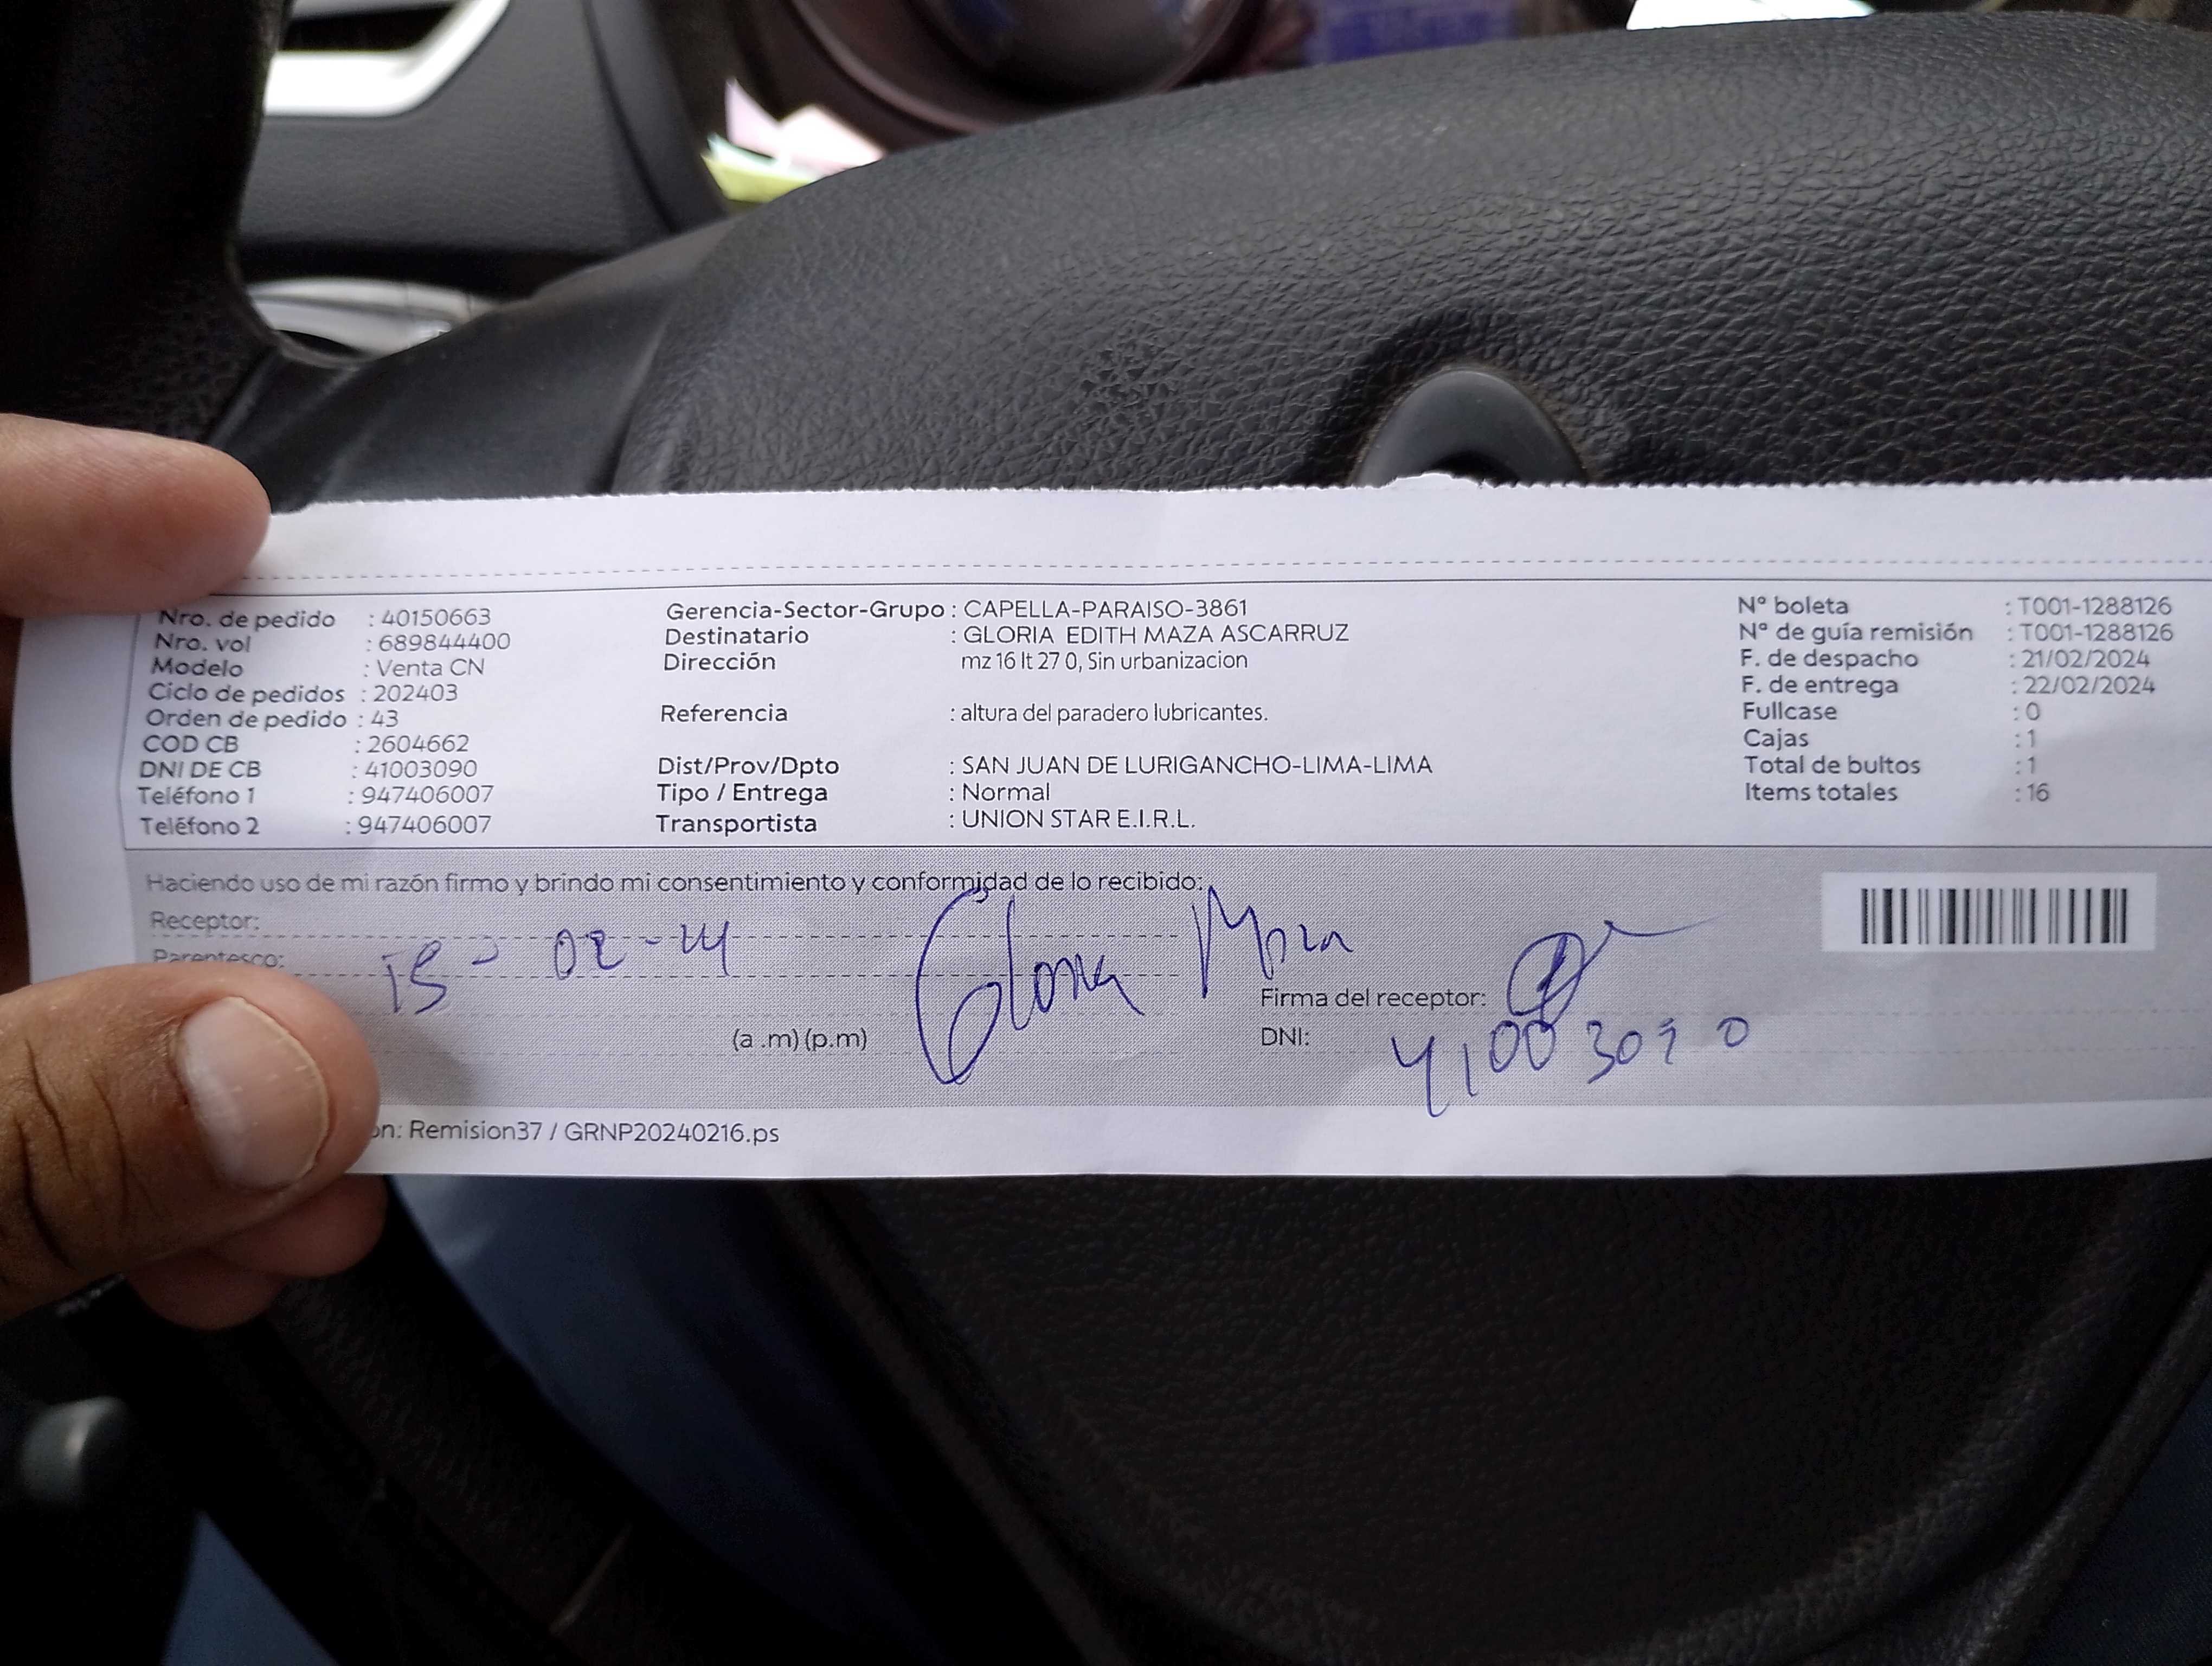 Nro. de pedido : 40150663
Nro. vol : 689844400
Modelo : Venta CN
Ciclo de pedidos : 202403
Orden de pedido : 43
COD CB : 2604662
DNI DE CB : 41003090
Teléfono 1 : 947406007
Teléfono 2 : 947406007
Gerencia-Sector-Grupo : CAPELLA-PARAISO-3861
Destinatario : GLORIA EDITH MAZA ASCARRUZ
Dirección mz 16 lt 27 0, Sin urbanizacion
Referencia : altura del paradero lubricantes.
Dist/Prov/Dpto : SAN JUAN DE LURIGANCHO-LIMA-LIMA
Tipo / Entrega : Normal
Transportista : UNION STAR E.I.R.L.
Nº boleta : T001-1288126
Nº de guía remisión : T001-1288126
F. de despacho : 21/02/2024
F. de entrega : 22/02/2024
Fullcase : 0
Cajas : 1
Total de bultos : 1
Items totales : 16
Haciendo uso de mi razón firmo y brindo mi consentimiento y conformidad de lo recibido:
Receptor:
Parentesco:
Gloria Maza
(a .m) (p.m)
Firma del receptor:
DNI: 41003090
on: Remision37 / GRNP20240216.ps